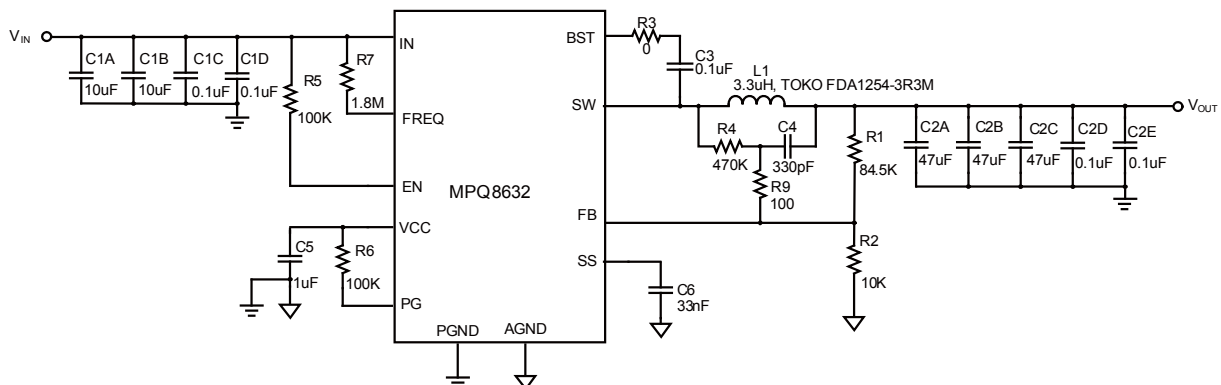 V_IN
C1A
10uF
C1B
10uF
C1C
0.1uF
C1D
0.1uF
R5
100K
R7
1.8M
IN
FREQ
EN
VCC
PG
PGND
AGND
MPQ8632
BST
SW
FB
SS
C5
1uF
R6
100K
R3
0
C3
0.1uF
L1
3.3uH, TOKO FDA1254-3R3M
R4
470K
C4
330pF
R9
100
R1
84.5K
R2
10K
C6
33nF
C2A
47uF
C2B
47uF
C2C
47uF
C2D
0.1uF
C2E
0.1uF
V_OUT